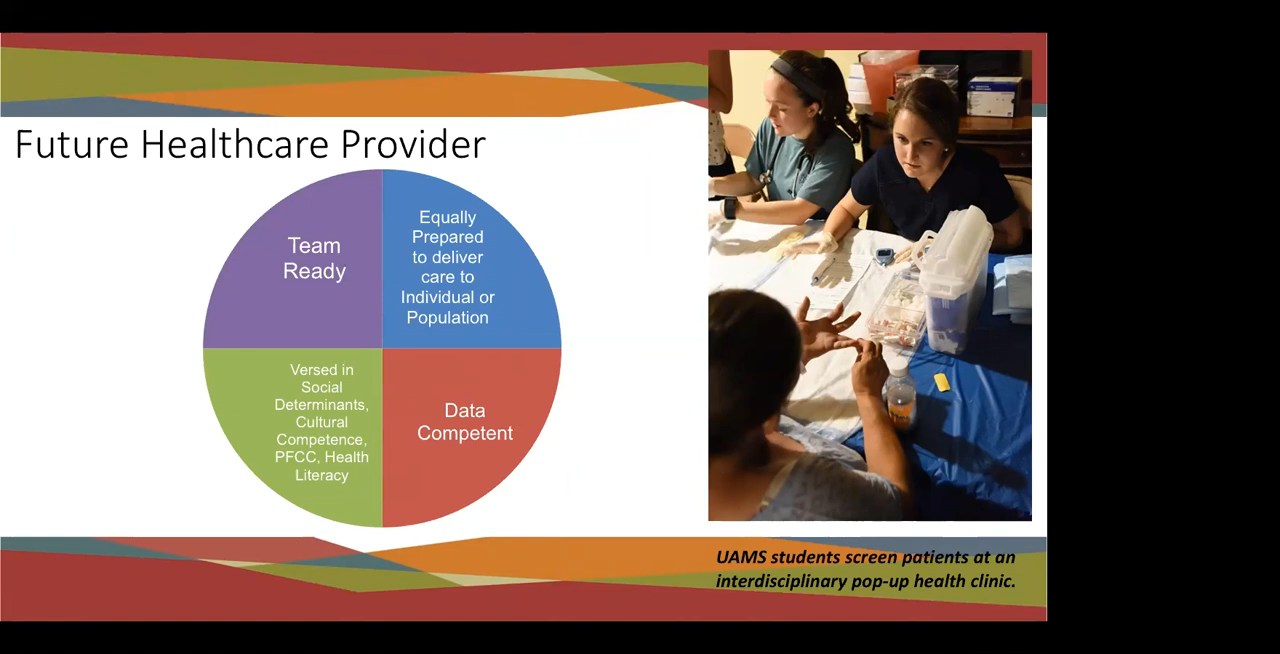 Future Healthcare Provider
Team
Ready
Equally
Prepared
to deliver
care to
Individual or
Population
Versed in
Social
Determinants,
Cultural
Competence,
PFCC, Health
Literacy
Data
Competent
UAMS students screen patients at an
interdisciplinary pop-up health clinic.